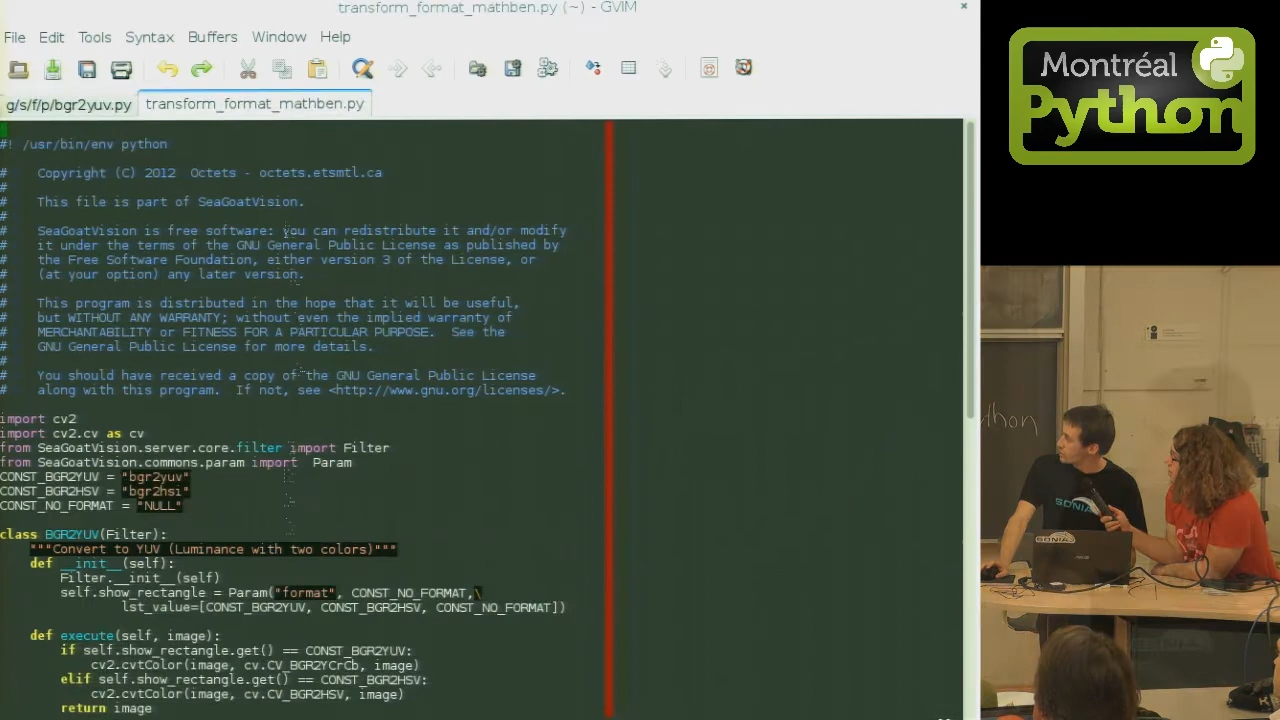 transform_format_mathben.py (~) - GVIM
File Edit Tools Syntax Buffers Window Help
g/s/f/p/bgr2yuv.py transform_format_mathben.py
#! /usr/bin/env python
# Copyright (C) 2012 Octets - octets.etsmtl.ca
#
# This file is part of SeaGoatVision.
#
# SeaGoatVision is free software: you can redistribute it and/or modify
# it under the terms of the GNU General Public License as published by
# the Free Software Foundation, either version 3 of the License, or
# (at your option) any later version.
#
# This program is distributed in the hope that it will be useful,
# but WITHOUT ANY WARRANTY; without even the implied warranty of
# MERCHANTABILITY or FITNESS FOR A PARTICULAR PURPOSE. See the
# GNU General Public License for more details.
#
# You should have received a copy of the GNU General Public License
# along with this program. If not, see <http://www.gnu.org/licenses/>.
import cv2
import cv2.cv as cv
from SeaGoatVision.server.core.filter import Filter
from SeaGoatVision.commons.param import Param
CONST_BGR2YUV = "bgr2yuv"
CONST_BGR2HSV = "bgr2hsi"
CONST_NO_FORMAT = "NULL"
class BGR2YUV(Filter):
"""Convert to YUV (Luminance with two colors)"""
def __init__(self):
Filter.__init__(self)
self.show_rectangle = Param("format", CONST_NO_FORMAT,\
lst_value=[CONST_BGR2YUV, CONST_BGR2HSV, CONST_NO_FORMAT])
def execute(self, image):
if self.show_rectangle.get() == CONST_BGR2YUV:
cv2.cvtColor(image, cv.CV_BGR2YCrCb, image)
elif self.show_rectangle.get() == CONST_BGR2HSV:
cv2.cvtColor(image, cv.CV_BGR2HSV, image)
return image
Montréal
Python
SONIA
SONIA